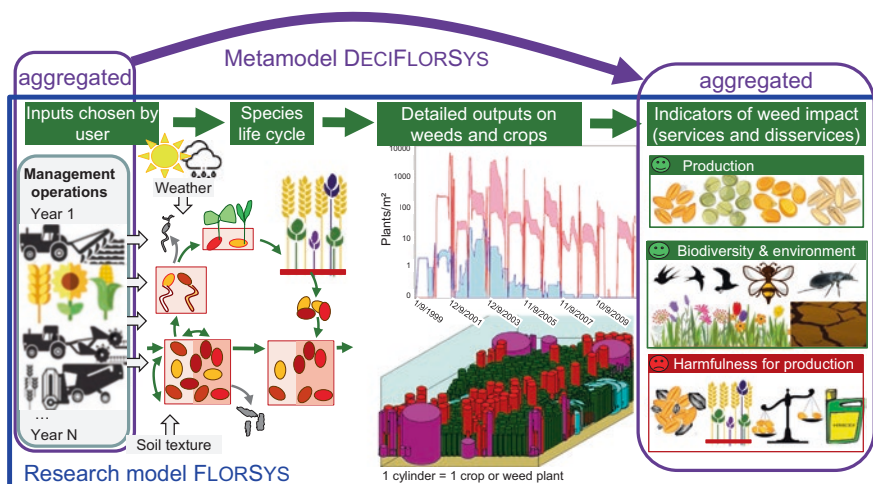 Metamodel DECIFLORSYS
aggregated
aggregated
Inputs chosen by
user
Species
life cycle
Detailed outputs on
weeds and crops
Indicators of weed impact
(services and disservices)
Management
operations
Year 1
...
Year N
Weather
Soil texture
Plants/m²
10000
1000
100
10
1
0
1/9/1999
12/9/2001
12/9/2003
11/9/2005
11/9/2007
10/9/2009
1 cylinder = 1 crop or weed plant
Production
Biodiversity & environment
Harmfulness for production
Research model FLORSYS